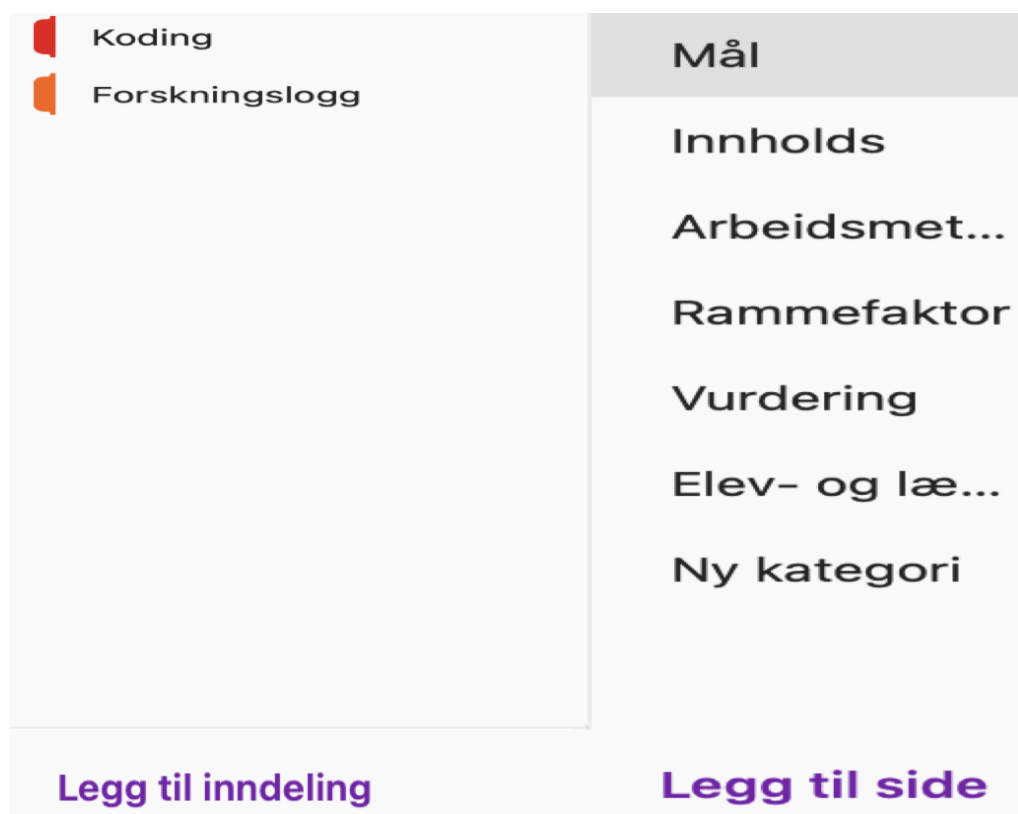 Koding
Forskningslogg
Mål
Innholds
Arbeidsmet...
Rammefaktor
Vurdering
Elev- og læ...
Ny kategori
Legg til inndeling
Legg til side